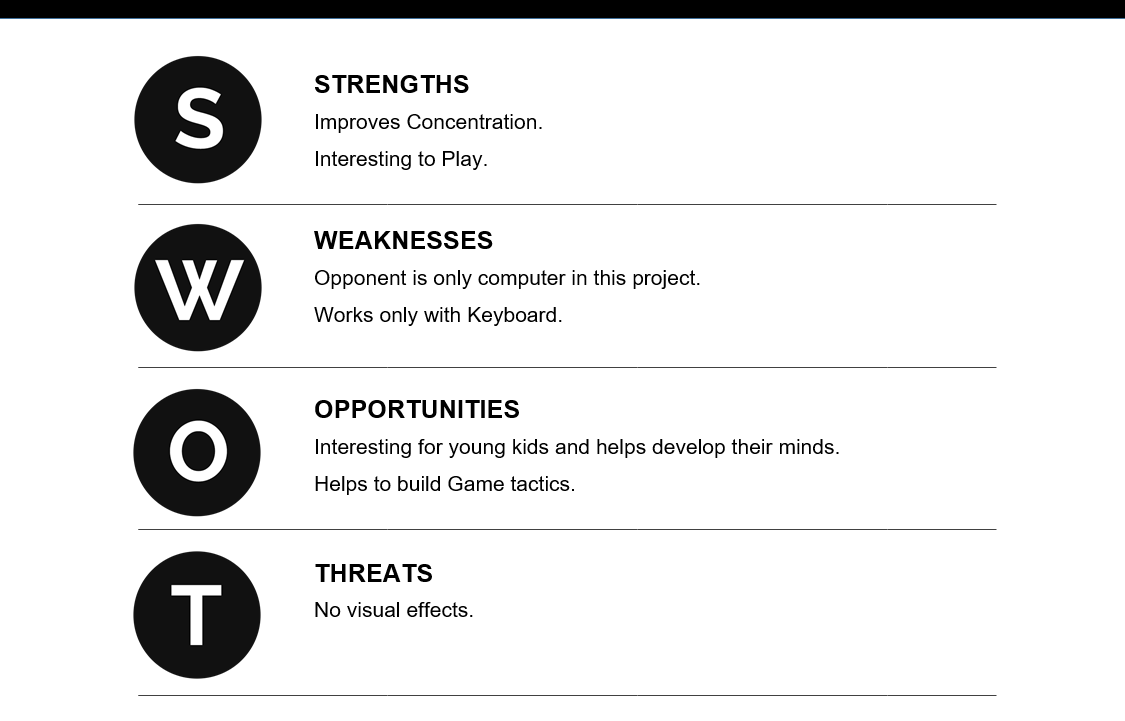 S
STRENGTHS
Improves Concentration.
Interesting to Play.
W
WEAKNESSES
Opponent is only computer in this project.
Works only with Keyboard.
O
OPPORTUNITIES
Interesting for young kids and helps develop their minds.
Helps to build Game tactics.
T
THREATS
No visual effects.